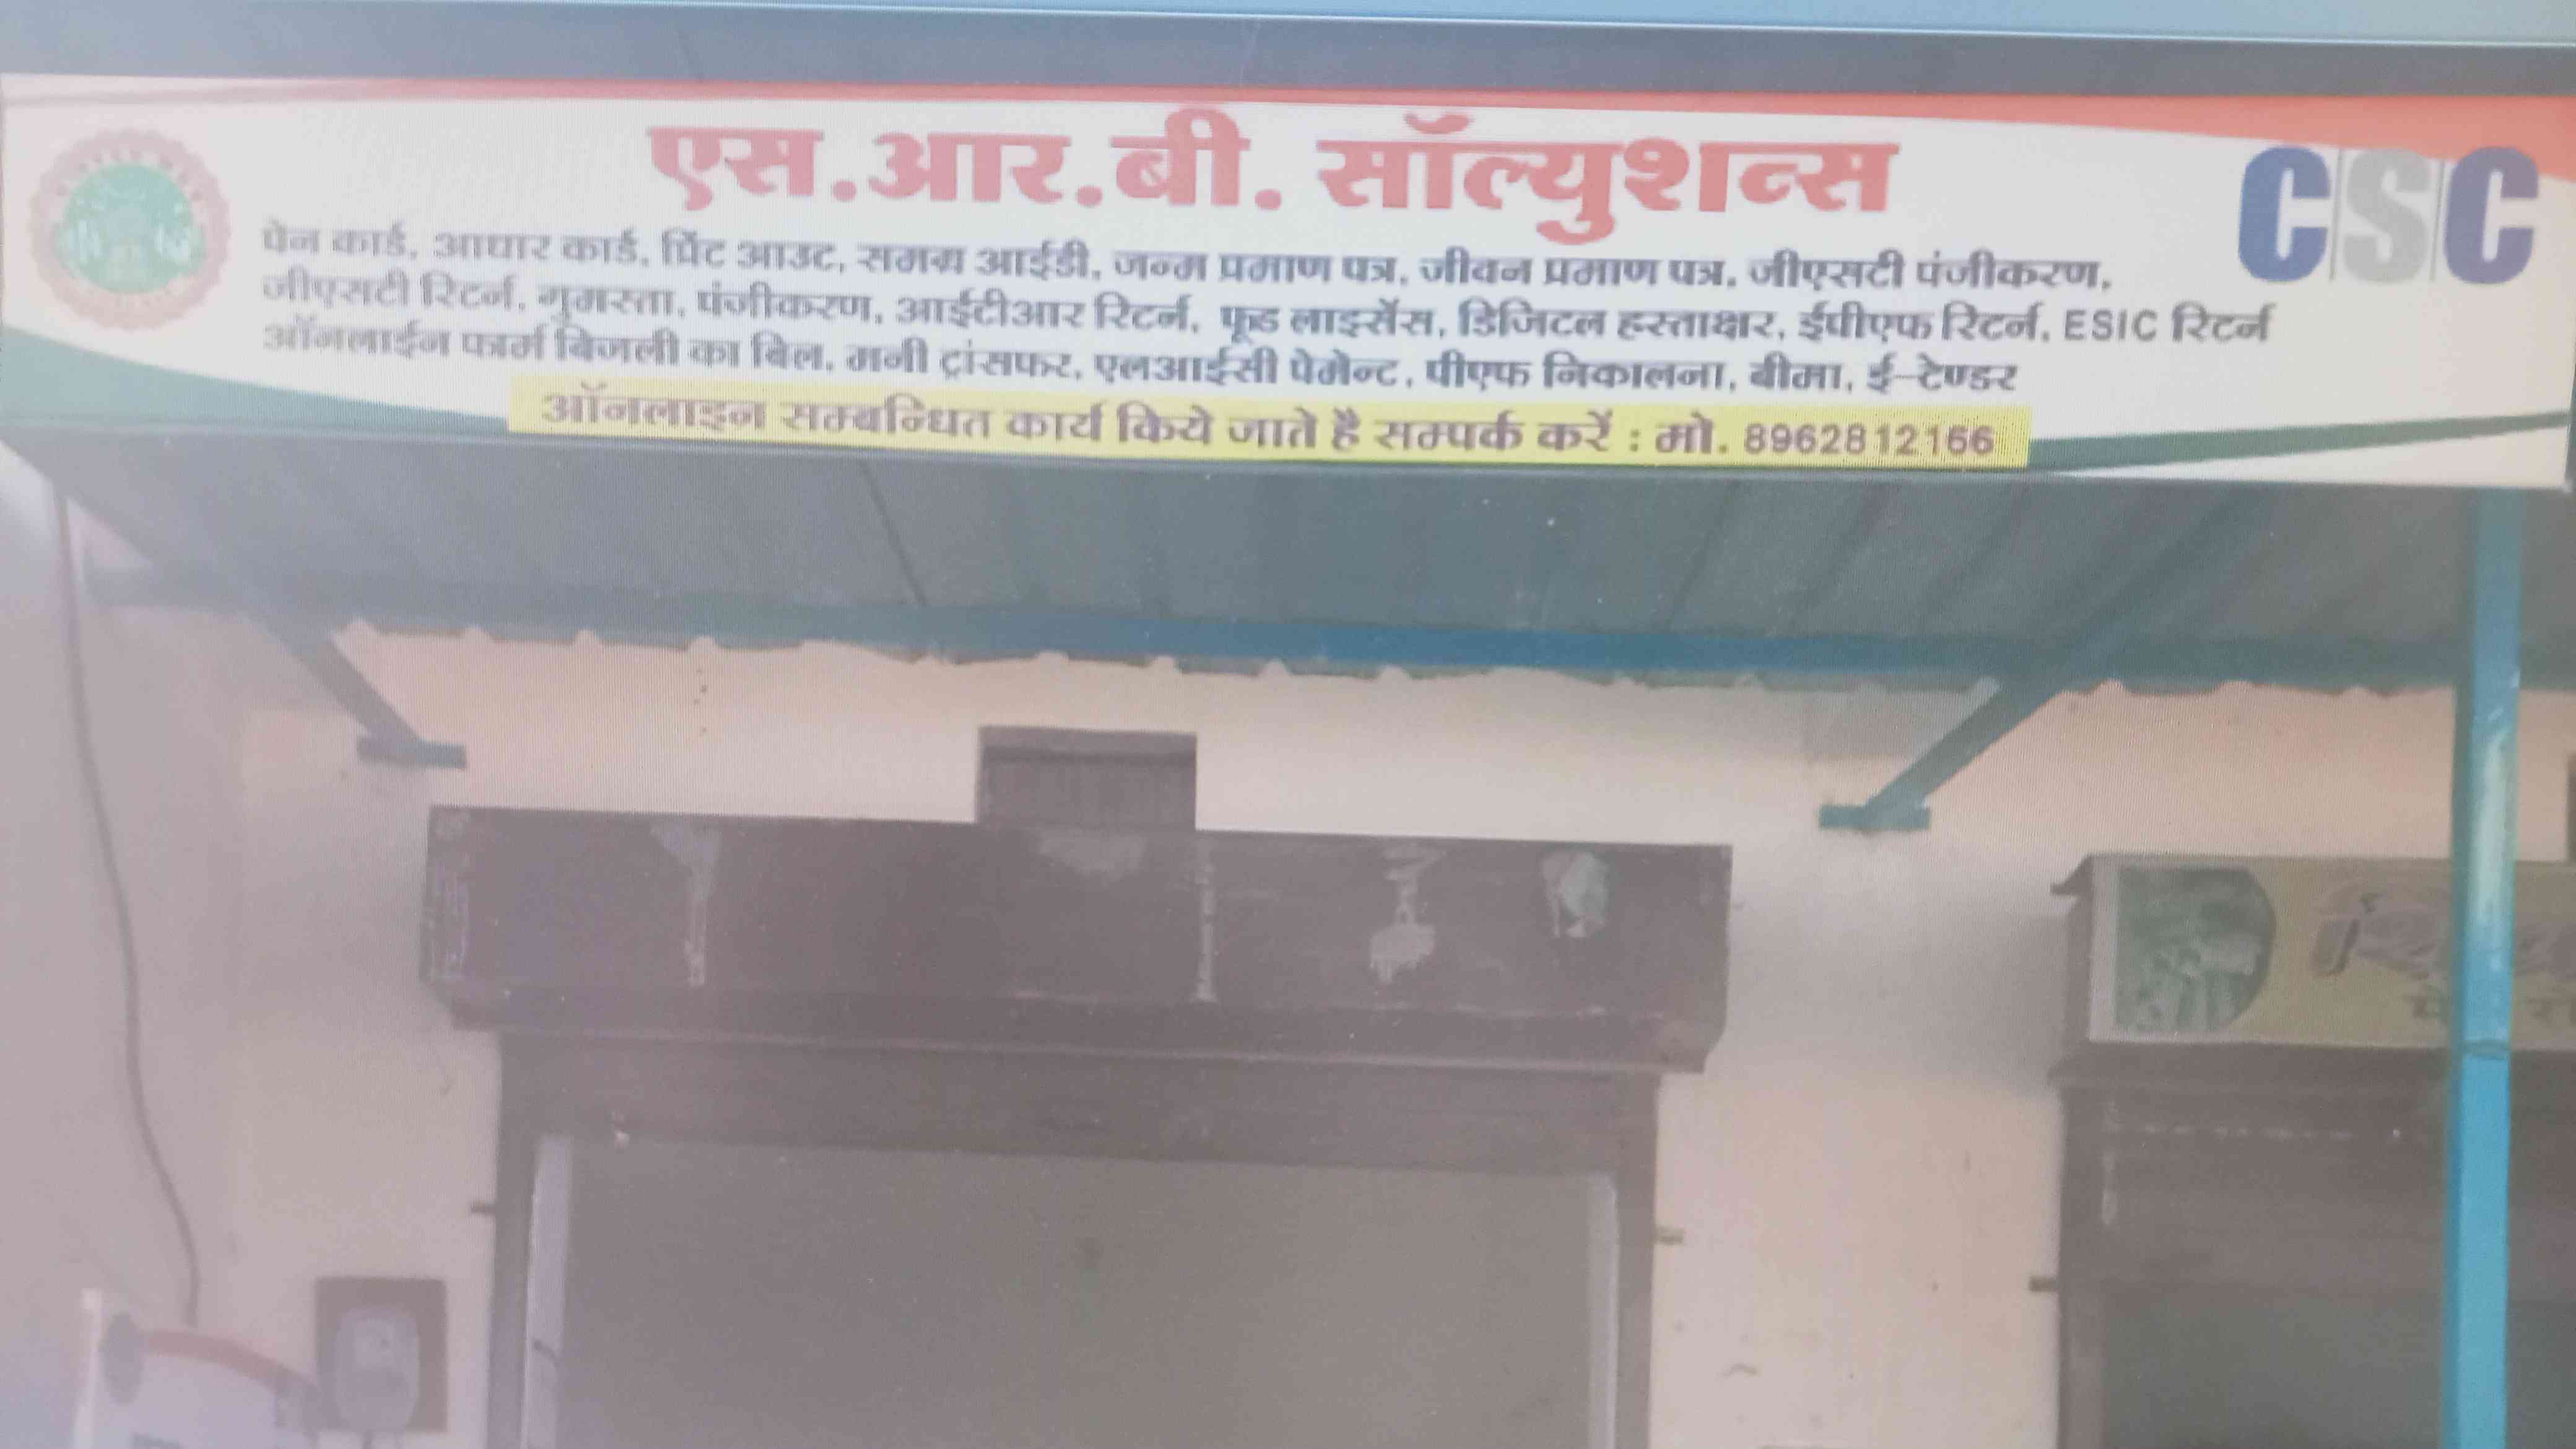 एस.आर.बी. सॉल्युशन्स
CSC
पेन कार्ड, आधार कार्ड, प्रिंट आउट, समग्र आईडी, जन्म प्रमाण पत्र, जीवन प्रमाण पत्र, जीएसटी पंजीकरण,
जीएसटी रिटर्न, गुमस्ता, पंजीकरण, आईटीआर रिटर्न, फूड लाइसेंस, डिजिटल हस्ताक्षर, ईपीएफ रिटर्न, ESIC रिटर्न
ऑनलाईन फार्म बिजली का बिल, मनी ट्रांसफर, एलआईसी पेमेन्ट, पीएफ निकालना, बीमा, ई-टेण्डर
ऑनलाइन सम्बन्धित कार्य किये जाते है सम्पर्क करें : मो. 8962812166